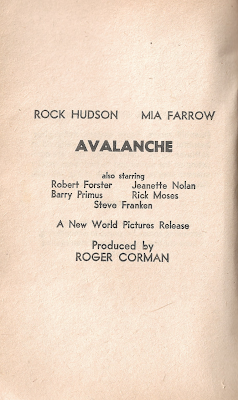 ROCK HUDSON MIA FARROW
AVALANCHE
also starring
Robert Forster Jeanette Nolan
Barry Primus Rick Moses
Steve Franken
A New World Pictures Release
Produced by
ROGER CORMAN